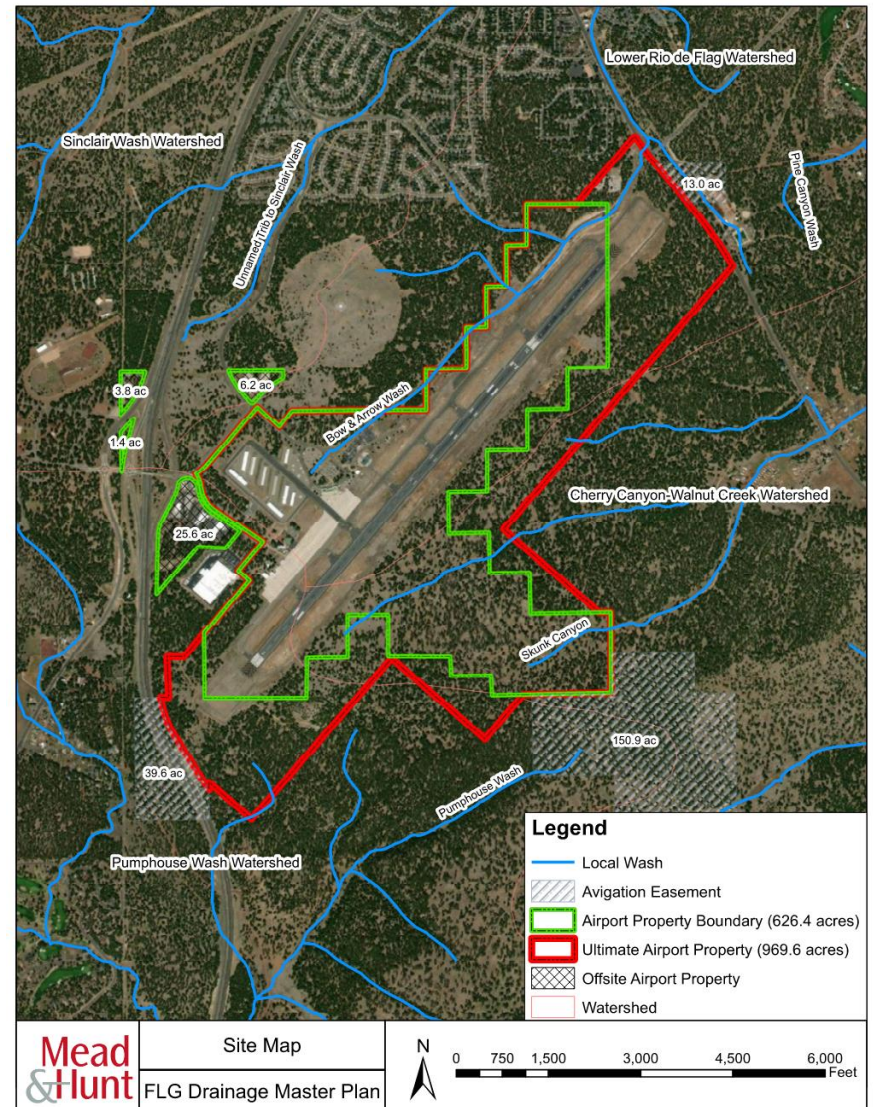 Lower Rio de Flag Watershed
Sinclair Wash Watershed
13.0 ac
Pine Canyon Wash
Unnamed Trib to Sinclair Wash
3.8 ac
6.2 ac
Bow & Arrow Wash
1.4 ac
Cherry Canyon-Walnut Creek Watershed
25.6 ac
Skunk Canyon
150.9 ac
39.6 ac
Pumphouse Wash
Pumphouse Wash Watershed
Legend
Local Wash
Avigation Easement
Airport Property Boundary (626.4 acres)
Ultimate Airport Property (969.6 acres)
Offsite Airport Property
Watershed
Mead
&Hunt
Site Map
FLG Drainage Master Plan
N
0 750 1,500 3,000 4,500 6,000
Feet